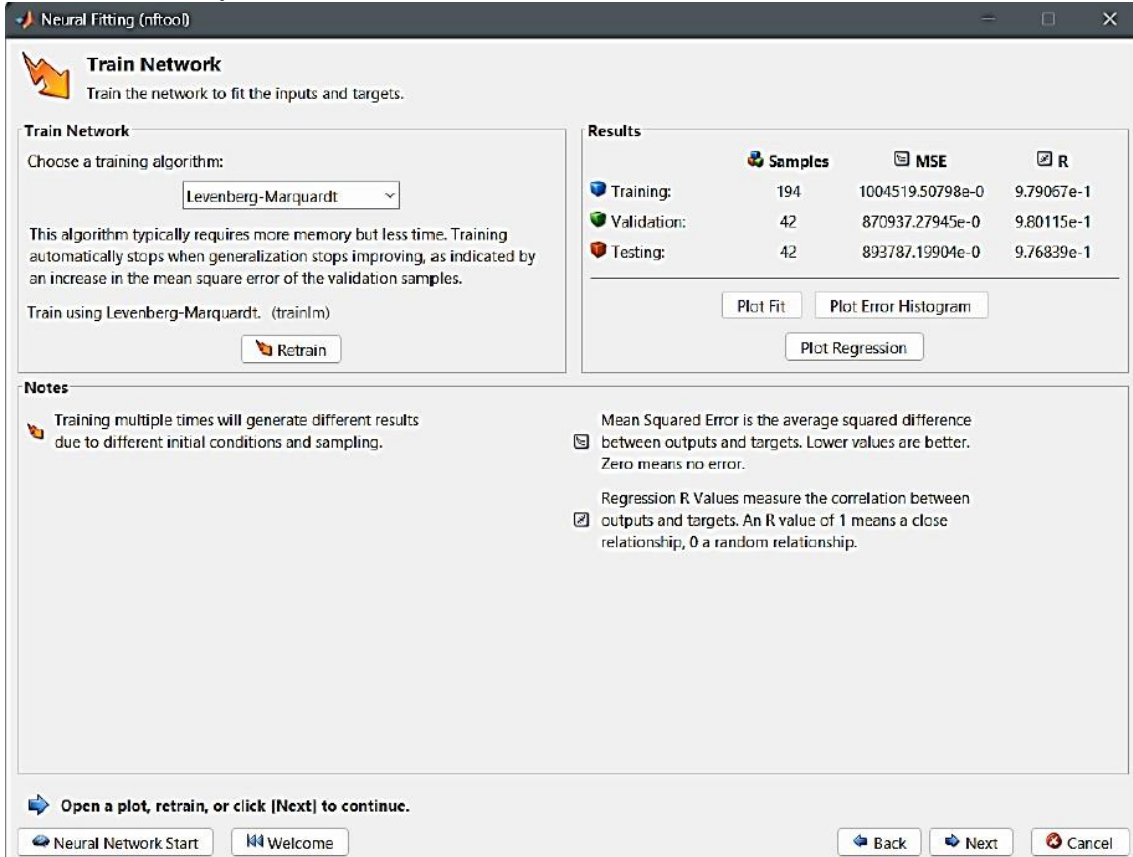 Neural Fitting (nftool)
Train Network
Train the network to fit the inputs and targets.
Train Network
Choose a training algorithm:
Levenberg-Marquardt
This algorithm typically requires more memory but less time. Training
automatically stops when generalization stops improving, as indicated by
an increase in the mean square error of the validation samples.
Train using Levenberg-Marquardt. (trainlm)
Retrain
Results
Samples MSE R
Training: 194 1004519.50798e-0 9.79067e-1
Validation: 42 870937.27945e-0 9.80115e-1
Testing: 42 893787.19904e-0 9.76839e-1
Plot Fit Plot Error Histogram
Plot Regression
Notes
Training multiple times will generate different results
due to different initial conditions and sampling.
Mean Squared Error is the average squared difference
between outputs and targets. Lower values are better.
Zero means no error.
Regression R Values measure the correlation between
outputs and targets. An R value of 1 means a close
relationship, 0 a random relationship.
Open a plot, retrain, or click [Next] to continue.
Neural Network Start Welcome Back Next Cancel